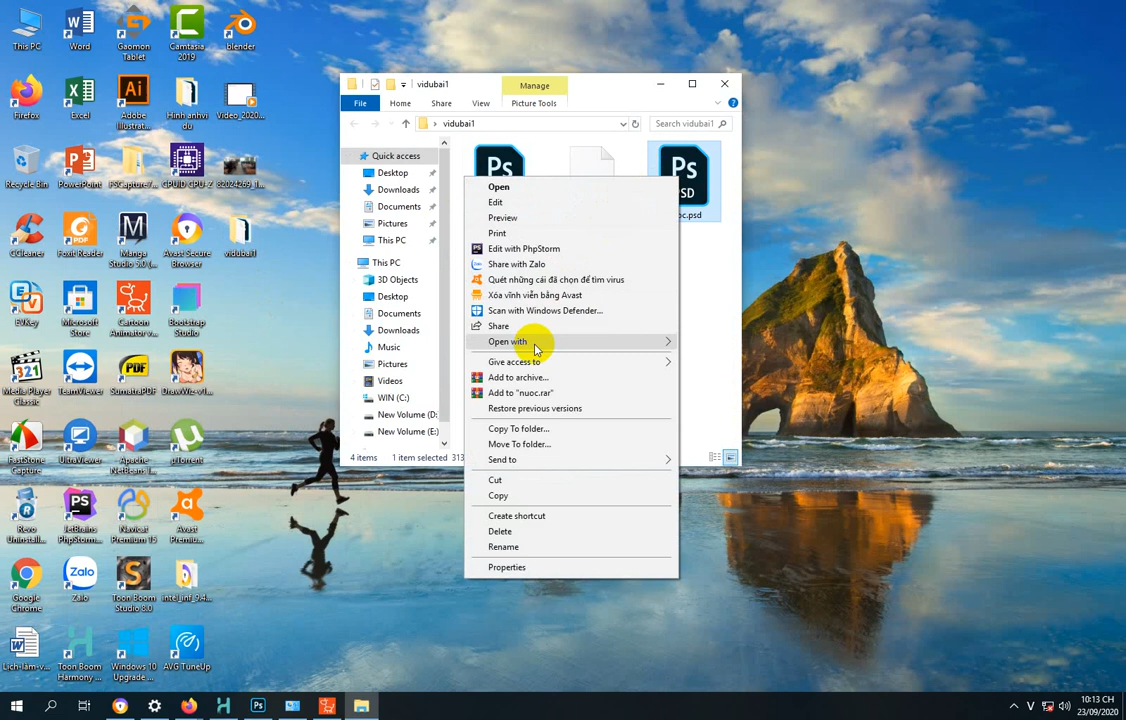 This PC
Word
Gaomon Tablet
Camtasia 2019
blender
Firefox
Excel
Adobe Illustrat...
Hinh anhvi du
Video_2020...
Recycle Bin
PowerPoint
CPUID CPU-Z
CCleaner
Foxit Reader
Manga Studio 5.0 (...
Avast Secure Browser
vidubai1
EVKey
Microsoft Store
Cartoon Animator v...
Bootstrap Studio
Media Player Classic
TeamViewer
SumatraPDF
FastStone Capture
UltraViewer
Apache NetBeans I...
µTorrent
Revo Uninstall...
JetBrains PhpStorm...
Navicat Premium 15
Avast Premiu...
Google Chrome
Zalo
Toon Boom Studio 8.0
Toon Boom Harmony ...
Windows 10 Upgrade ...
AVG TuneUp
vidubai1
Manage
File
Home
Share
View
Picture Tools
vidubai1
Search vidubai1
Quick access
Desktop
Downloads
Documents
Pictures
This PC
This PC
3D Objects
Desktop
Documents
Downloads
Music
Pictures
Videos
WIN (C:)
New Volume (D:
New Volume (E:)
4 items
1 item selected 313
Open
Edit
Preview
Print
Edit with PhpStorm
Share with Zalo
Quét những cái đã chọn để tìm virus
Xóa vĩnh viễn bằng Avast
Scan with Windows Defender...
Share
Open with
Give access to
Add to archive...
Add to "nuoc.rar"
Restore previous versions
Copy To folder...
Move To folder...
Send to
Cut
Copy
Create shortcut
Delete
Rename
Properties
10:13 CH
23/09/2020